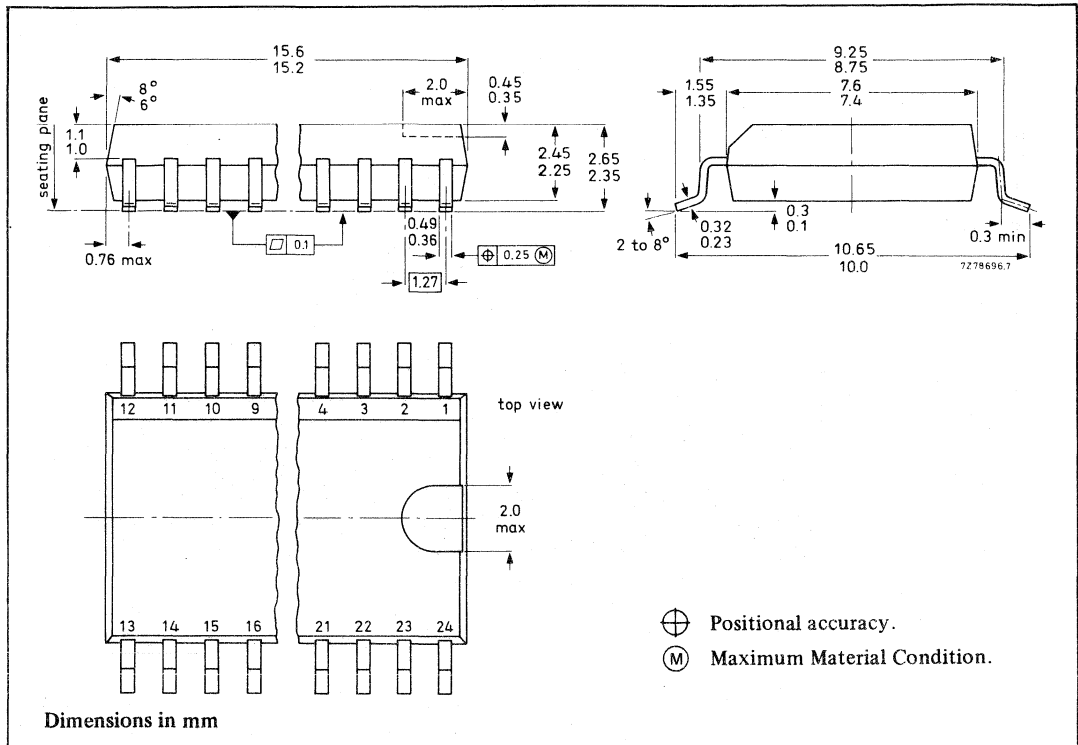 15.6
15.2
8°
6°
2.0
max
0.45
0.35
seating plane
1.1
1.0
2.45
2.25
2.65
2.35
0.1
0.49
0.36
0.25 M
0.76 max
1.27
9.25
8.75
1.55
1.35
7.6
7.4
0.32
0.23
0.3
0.1
2 to 8°
0.3 min
10.65
10.0
7Z78696.7
12 11 10 9 4 3 2 1
top view
2.0
max
13 14 15 16 21 22 23 24
Positional accuracy.
M Maximum Material Condition.
Dimensions in mm